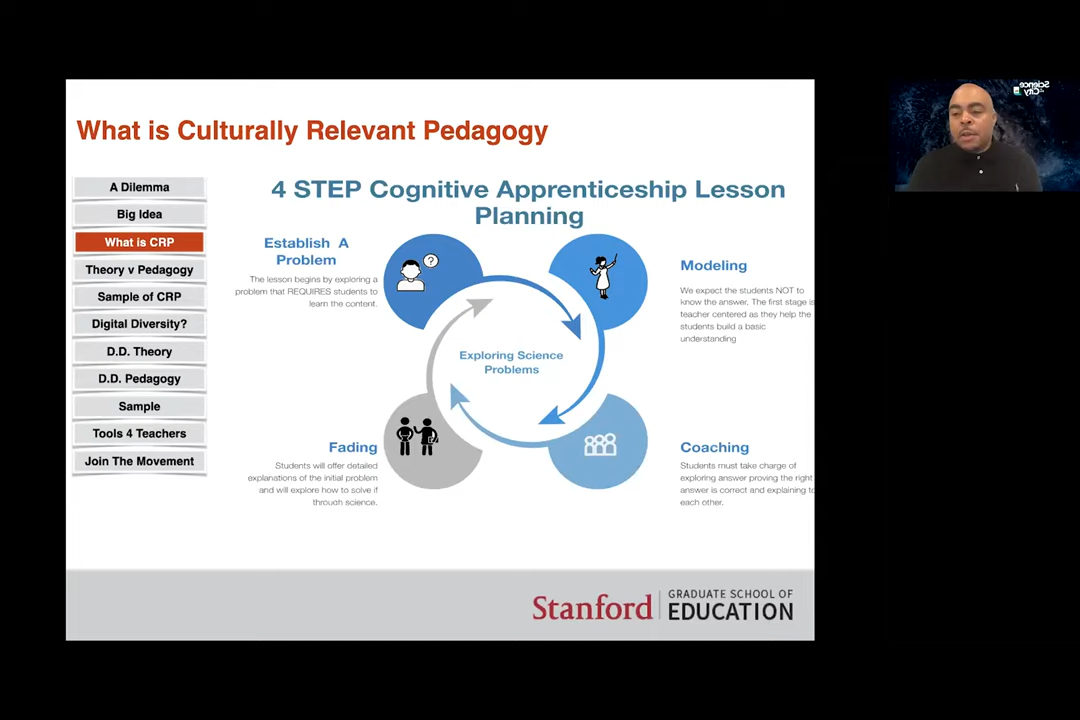 What is Culturally Relevant Pedagogy
A Dilemma
Big Idea
What is CRP
Theory v Pedagogy
Sample of CRP
Digital Diversity?
D.D. Theory
D.D. Pedagogy
Sample
Tools 4 Teachers
Join The Movement
4 STEP Cognitive Apprenticeship Lesson
Planning
Establish A
Problem
The lesson begins by exploring a
problem that REQUIRES students to
learn the content.
?
Modeling
We expect the students NOT to
know the answer. The first stage is
teacher centered as they help the
students build a basic
understanding
Exploring Science
Problems
Fading
Students will offer detailed
explanations of the initial problem
and will explore how to solve if
through science.
Coaching
Students must take charge of
exploring answer proving the right
answer is correct and explaining to
each other.
Stanford
GRADUATE SCHOOL OF
EDUCATION
Science
City